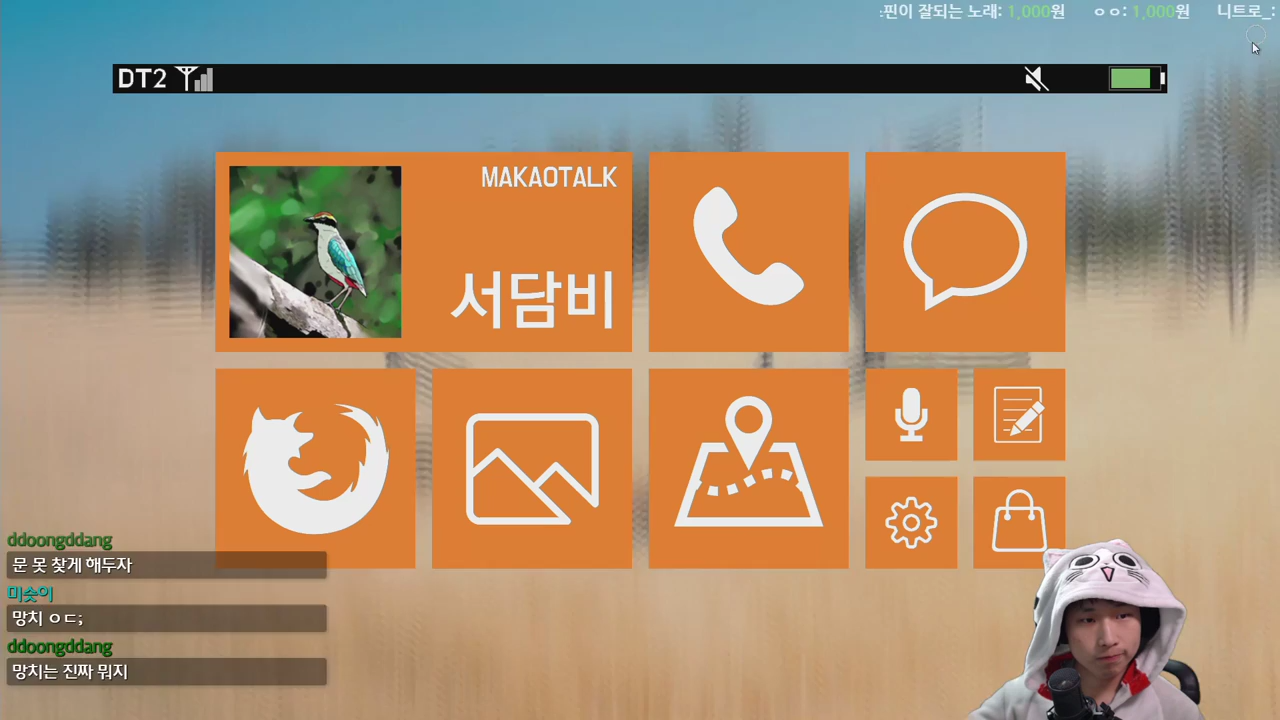 :핀이 잘되는 노래: 1,000원 ㅇㅇ: 1,000원 니트로_:
DT2
MAKAOTALK
서담비
ddoongddang
문 못 찾게 해두자
미숏이
망치 ㅇㄷ;
ddoongddang
망치는 진짜 뭐지